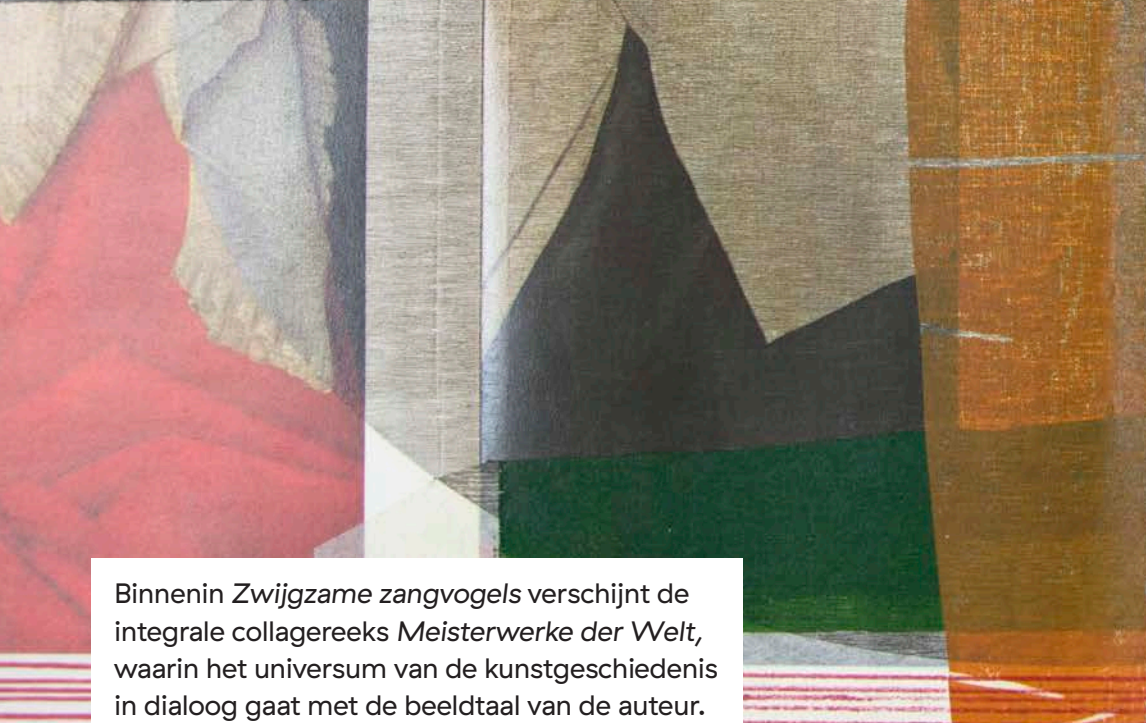 Binnenin Zwijgzame zangvogels verschijnt de
integrale collagereeks Meisterwerke der Welt,
waarin het universum van de kunstgeschiedenis
in dialoog gaat met de beeldtaal van de auteur.